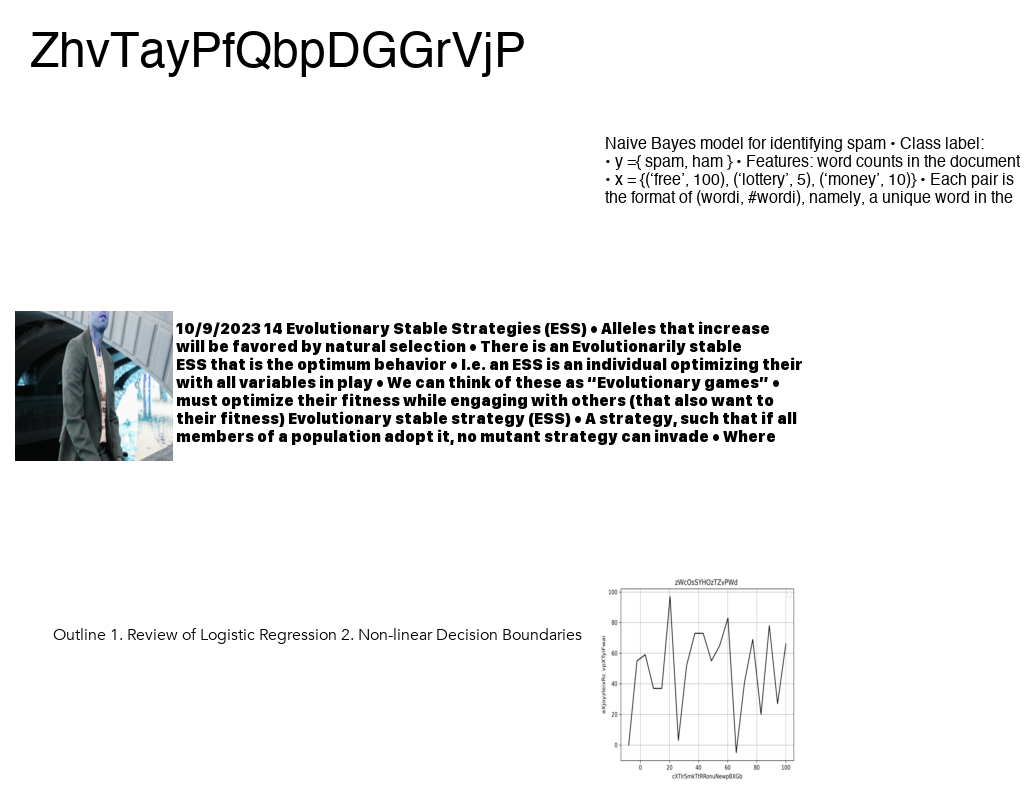 ZhvTayPfQbpDGGrVjP
Naive Bayes model for identifying spam • Class label:
• y ={ spam, ham } • Features: word counts in the document
• x = {(‘free’, 100), (‘lottery’, 5), (‘money’, 10)} • Each pair is
the format of (wordi, #wordi), namely, a unique word in the
10/9/2023 14 Evolutionary Stable Strategies (ESS) • Alleles that increase
will be favored by natural selection • There is an Evolutionarily stable
ESS that is the optimum behavior • I.e. an ESS is an individual optimizing their
with all variables in play • We can think of these as “Evolutionary games” •
must optimize their fitness while engaging with others (that also want to
their fitness) Evolutionary stable strategy (ESS) • A strategy, such that if all
members of a population adopt it, no mutant strategy can invade • Where
Outline 1. Review of Logistic Regression 2. Non-linear Decision Boundaries
zWcOsSYHOzTZvPWd
100
80
60
40
20
0
0 20 40 60 80 100